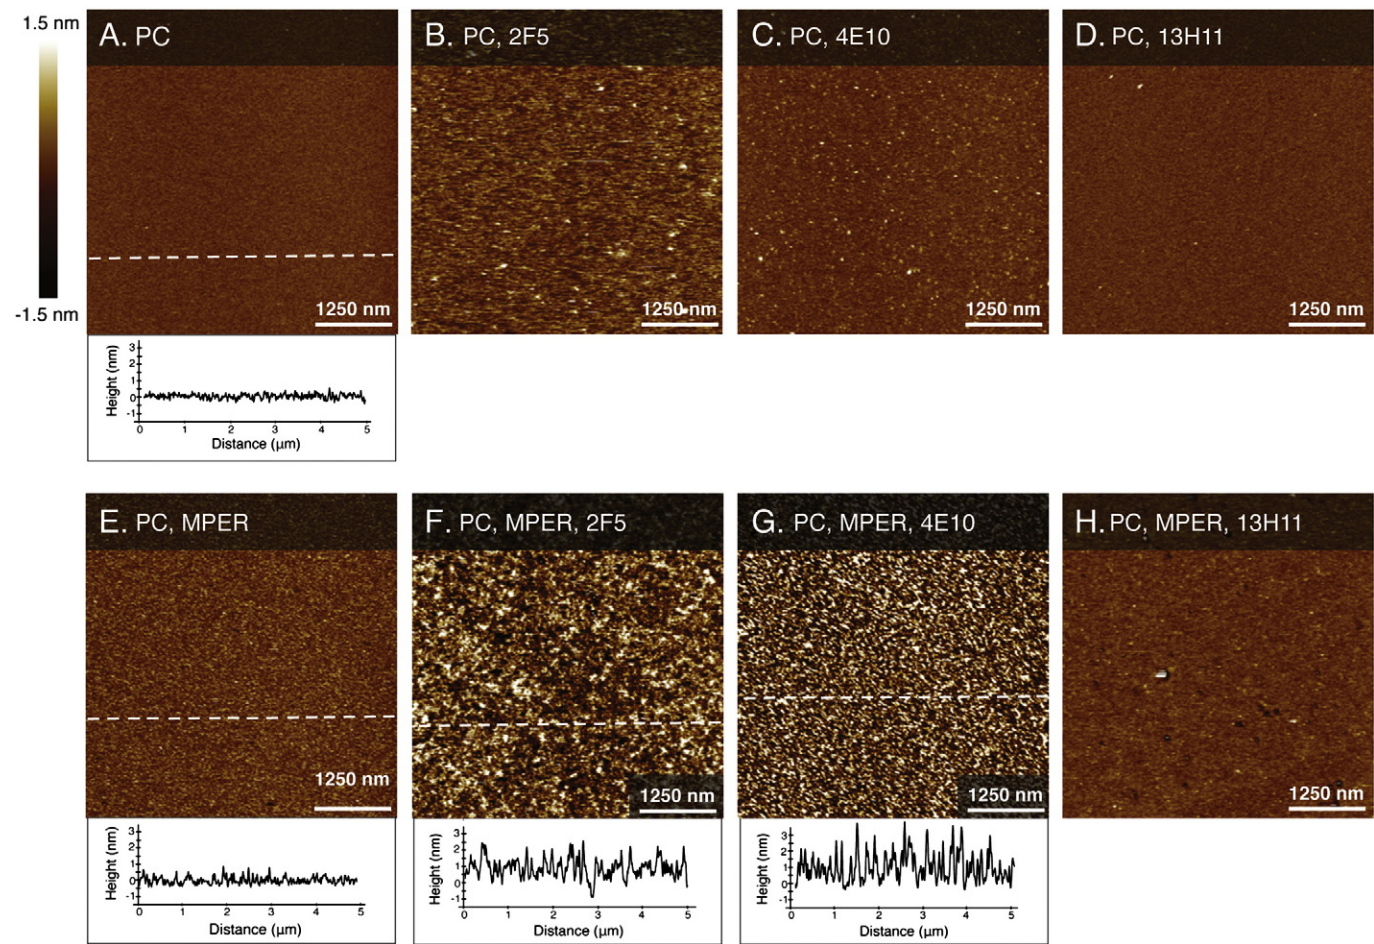 1.5 nm
-1.5 nm
A. PC
1250 nm
B. PC, 2F5
1250 nm
C. PC, 4E10
1250 nm
D. PC, 13H11
1250 nm
Height (nm)
3
2
1
0
-1
0 1 2 3 4 5
Distance (µm)
E. PC, MPER
1250 nm
F. PC, MPER, 2F5
1250 nm
G. PC, MPER, 4E10
1250 nm
H. PC, MPER, 13H11
1250 nm
Height (nm)
3
2
1
0
-1
0 1 2 3 4 5
Distance (µm)
Height (nm)
3
2
1
0
-1
0 1 2 3 4 5
Distance (µm)
Height (nm)
3
2
1
0
-1
0 1 2 3 4 5
Distance (µm)